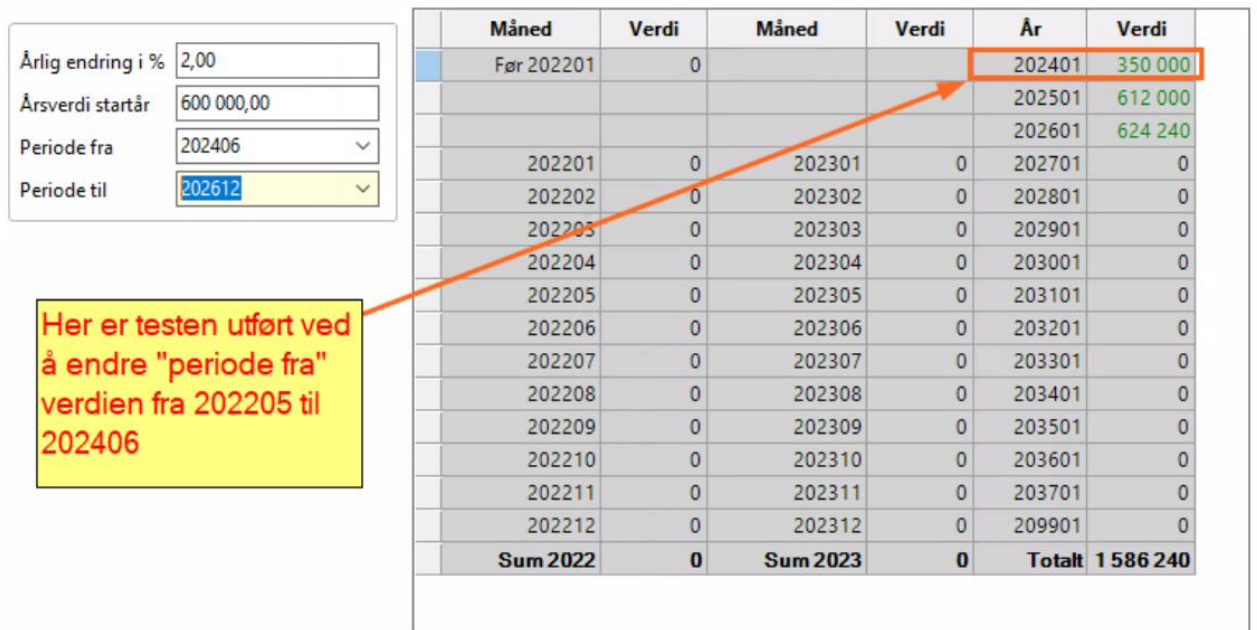 Årlig endring i % 2,00
Årsverdi startår 600 000,00
Periode fra 202406
Periode til 202612
Her er testen utført ved
å endre "periode fra"
verdien fra 202205 til
202406
Måned Verdi Måned Verdi År Verdi
Før 202201 0 202401 350 000
202501 612 000
202601 624 240
202201 0 202301 0 202701 0
202202 0 202302 0 202801 0
202203 0 202303 0 202901 0
202204 0 202304 0 203001 0
202205 0 202305 0 203101 0
202206 0 202306 0 203201 0
202207 0 202307 0 203301 0
202208 0 202308 0 203401 0
202209 0 202309 0 203501 0
202210 0 202310 0 203601 0
202211 0 202311 0 203701 0
202212 0 202312 0 209901 0
Sum 2022 0 Sum 2023 0 Totalt 1 586 240